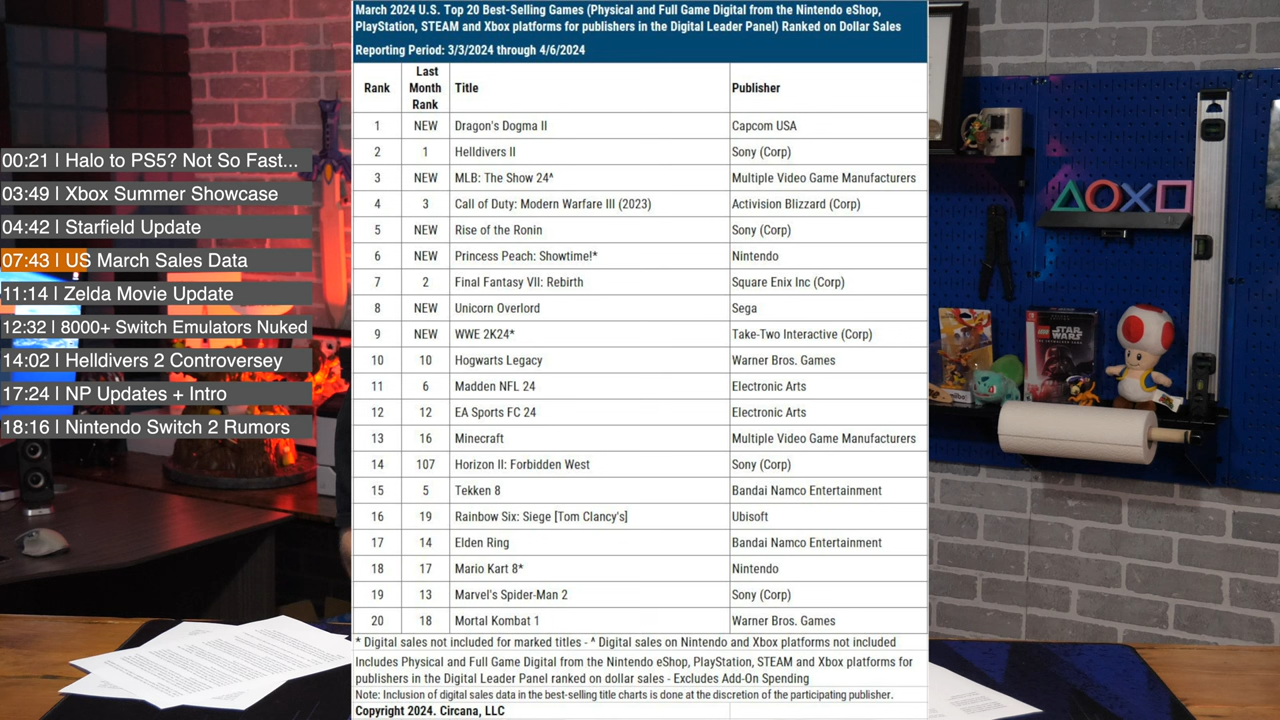 March 2024 U.S. Top 20 Best-Selling Games (Physical and Full Game Digital from the Nintendo eShop,
PlayStation, STEAM and Xbox platforms for publishers in the Digital Leader Panel) Ranked on Dollar Sales
Reporting Period: 3/3/2024 through 4/6/2024
Rank Last Month Rank Title Publisher
1 NEW Dragon's Dogma II Capcom USA
2 1 Helldivers II Sony (Corp)
3 NEW MLB: The Show 24^ Multiple Video Game Manufacturers
4 3 Call of Duty: Modern Warfare III (2023) Activision Blizzard (Corp)
5 NEW Rise of the Ronin Sony (Corp)
6 NEW Princess Peach: Showtime!* Nintendo
7 2 Final Fantasy VII: Rebirth Square Enix Inc (Corp)
8 NEW Unicorn Overlord Sega
NEW WWE 2K24* Take-Two Interactive (Corp)
10 10 Hogwarts Legacy Warner Bros. Games
11 6 Madden NFL 24 Electronic Arts
12 12 EA Sports FC 24 Electronic Arts
13 16 Minecraft Multiple Video Game Manufacturers
14 107 Horizon II: Forbidden West Sony (Corp)
15 5 Tekken 8 Bandai Namco Entertainment
16 19 Rainbow Six: Siege [Tom Clancy's] Ubisoft
17 14 Elden Ring Bandai Namco Entertainment
18 17 Mario Kart 8* Nintendo
19 13 Marvel's Spider-Man 2 Sony (Corp)
20 18 Mortal Kombat 1 Warner Bros. Games
* Digital sales not included for marked titles - ^ Digital sales on Nintendo and Xbox platforms not included
Includes Physical and Full Game Digital from the Nintendo eShop, PlayStation, STEAM and Xbox platforms for
publishers in the Digital Leader Panel ranked on dollar sales - Excludes Add-On Spending
Note: Inclusion of digital sales data in the best-selling title charts is done at the discretion of the participating publisher.
Copyright 2024. Circana, LLC
00:21 | Halo to PS5? Not So Fast...
03:49 | Xbox Summer Showcase
04:42 | Starfield Update
07:43 | US March Sales Data
11:14 | Zelda Movie Update
12:32 | 8000+ Switch Emulators Nuked
14:02 | Helldivers 2 Controversey
17:24 | NP Updates + Intro
18:16 | Nintendo Switch 2 Rumors
STAR WARS